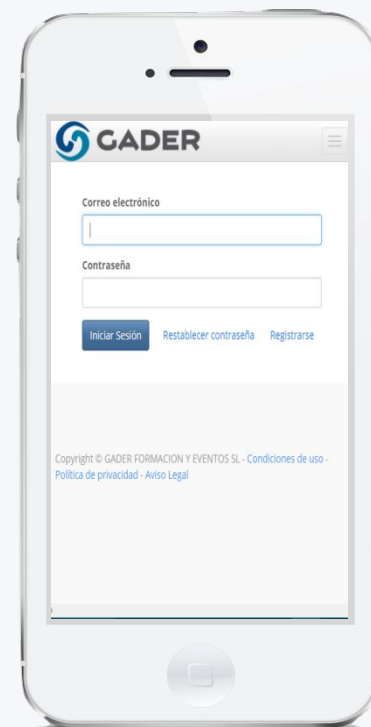 GADER
Correo electrónico
Contraseña
Iniciar Sesión Restablecer contraseña Registrarse
Copyright © GADER FORMACION Y EVENTOS SL - Condiciones de uso -
Política de privacidad - Aviso Legal